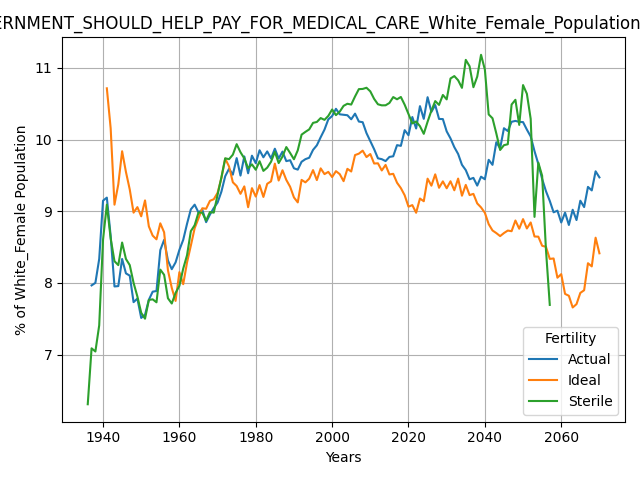 ERNMENT_SHOULD_HELP_PAY_FOR_MEDICAL_CARE_White_Female_Population
% of White_Female Population
11
10
9
8
7
1940 1960 1980 2000 2020 2040 2060
Years
Fertility
Actual
Ideal
Sterile